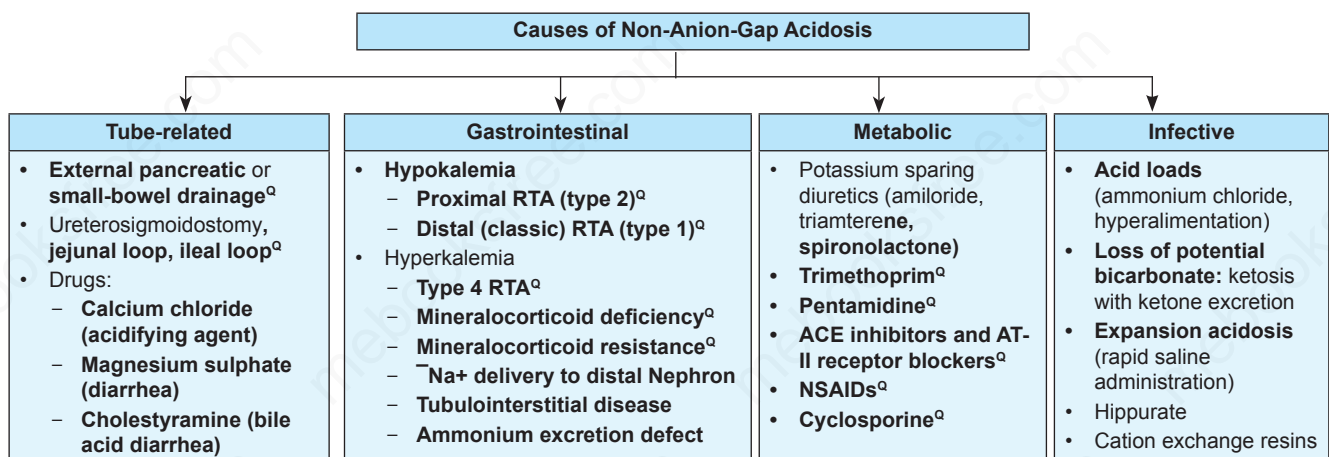 Causes of Non-Anion-Gap Acidosis
Tube-related
• External pancreatic or
small-bowel drainageQ
• Ureterosigmoidostomy,
jejunal loop, ileal loopQ
• Drugs:
– Calcium chloride
(acidifying agent)
– Magnesium sulphate
(diarrhea)
– Cholestyramine (bile
acid diarrhea)
Gastrointestinal
• Hypokalemia
– Proximal RTA (type 2)Q
– Distal (classic) RTA (type 1)Q
• Hyperkalemia
– Type 4 RTAQ
– Mineralocorticoid deficiencyQ
– Mineralocorticoid resistanceQ
– ¯Na+ delivery to distal Nephron
– Tubulointerstitial disease
– Ammonium excretion defect
Metabolic
• Potassium sparing
diuretics (amiloride,
triamterene,
spironolactone)
• TrimethoprimQ
• PentamidineQ
• ACE inhibitors and AT-
II receptor blockersQ
• NSAIDsQ
• CyclosporineQ
Infective
• Acid loads
(ammonium chloride,
hyperalimentation)
• Loss of potential
bicarbonate: ketosis
with ketone excretion
• Expansion acidosis
(rapid saline
administration)
• Hippurate
• Cation exchange resins